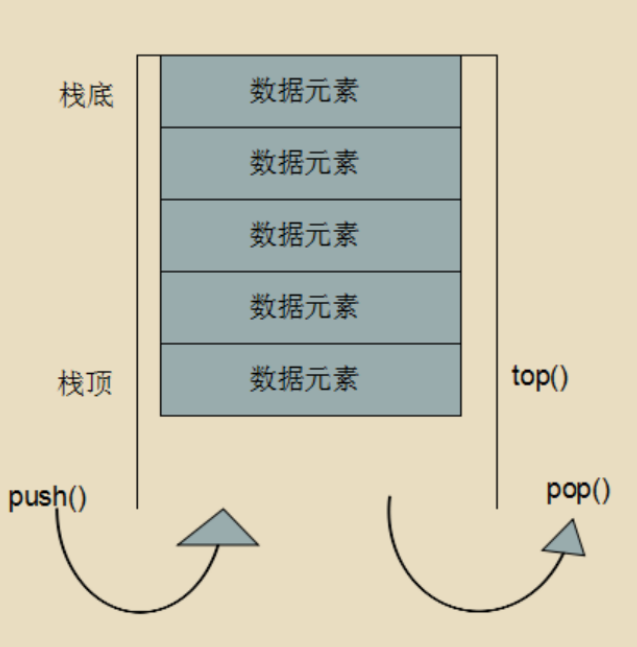 栈底
数据元素
数据元素
数据元素
数据元素
栈顶
数据元素
top()
push()
pop()